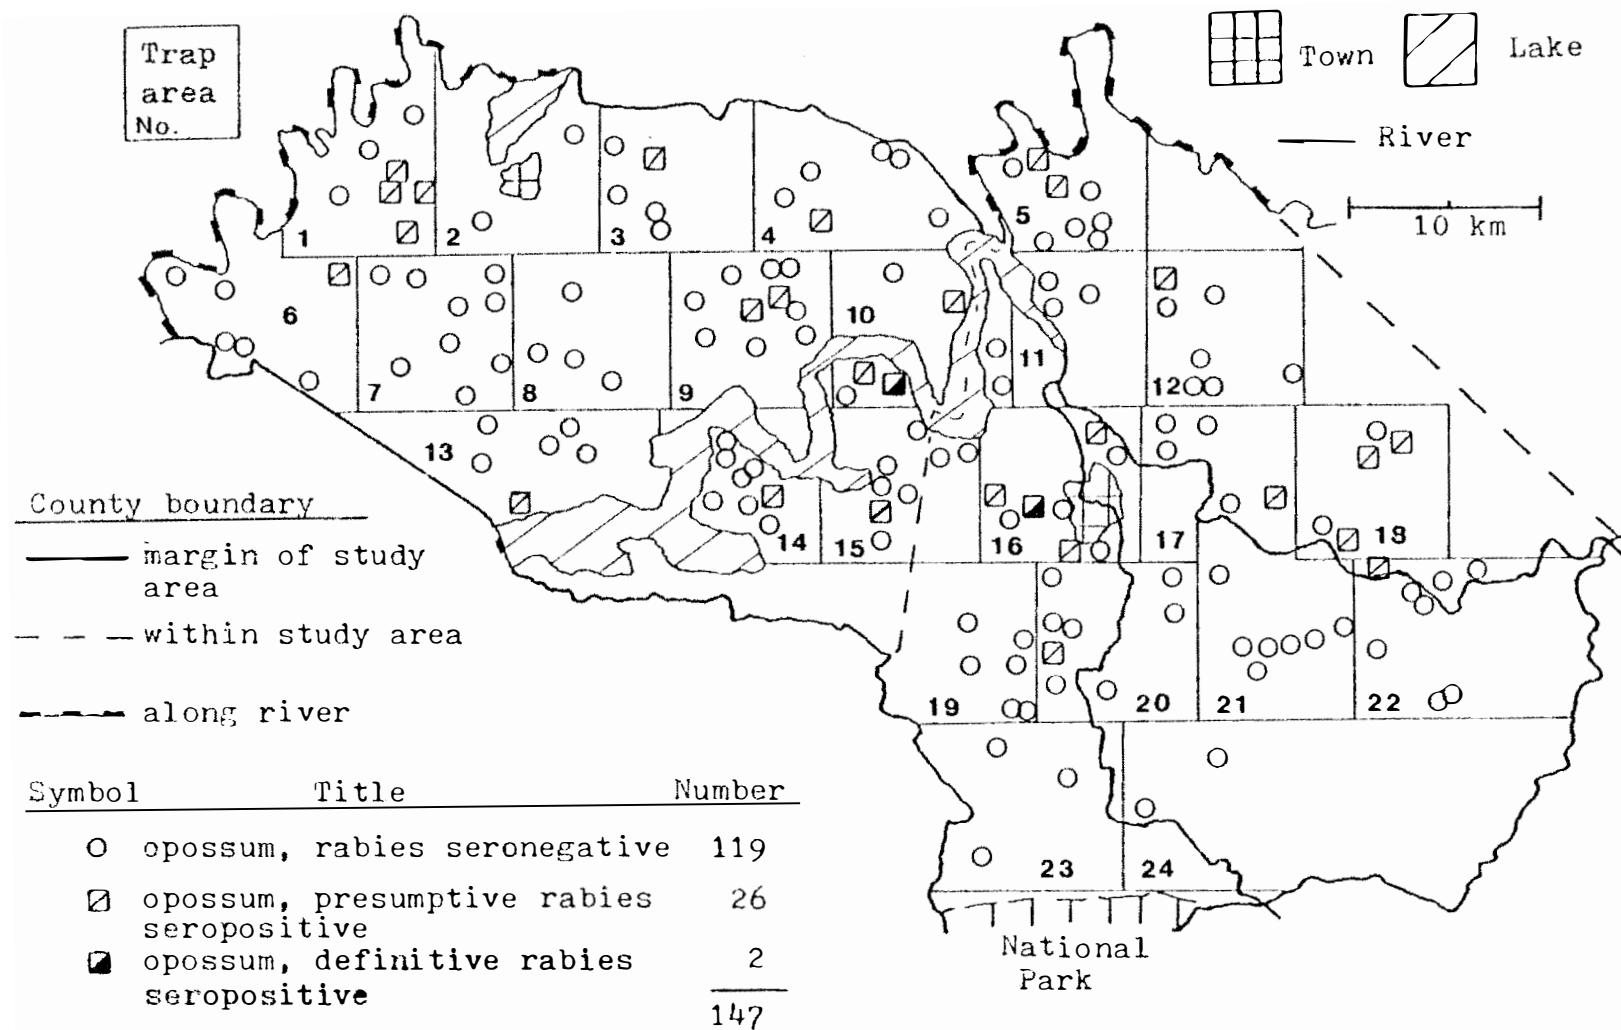 Trap
area
No.
Town
Lake
River
10 km
1
2
3
4
5
6
7
8
9
10
11
12
13
14
15
16
17
18
19
20
21
22
23
24
County boundary
margin of study
area
within study area
along river
Symbol Title Number
opossum, rabies seronegative 119
opossum, presumptive rabies 26
seropositive
opossum, definitive rabies 2
seropositive
147
National
Park